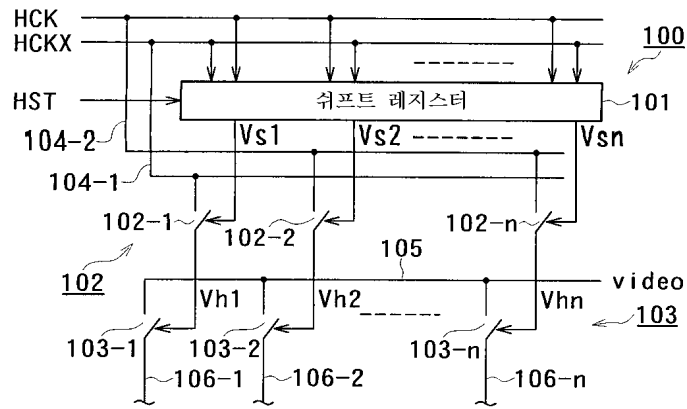 HCK
HCKX
100
HST
쉬프트 레지스터
101
104-2
Vs1
Vs2
Vsn
104-1
102-1
102-2
102-n
102
105
video
Vh1
Vh2
Vhn
103
103-1
103-2
103-n
106-1
106-2
106-n